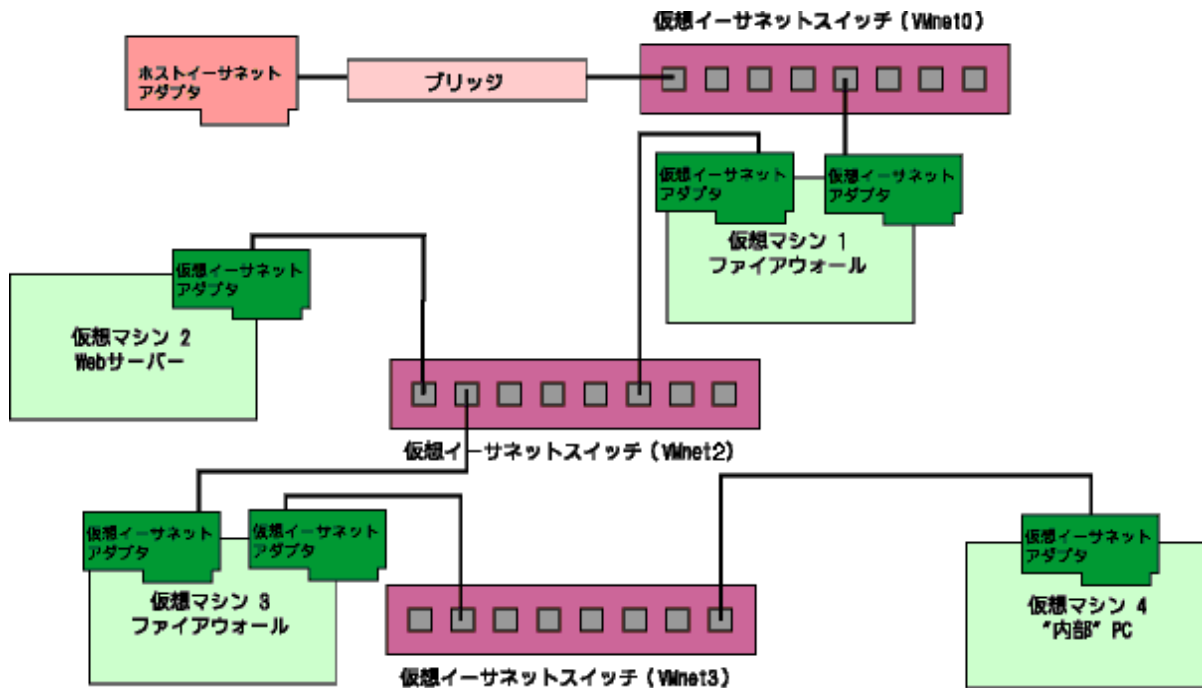 仮想イーサネットスイッチ (VMnet0)
ホストイーサネット
アダプタ
ブリッジ
仮想イーサネット
アダプタ
仮想イーサネット
アダプタ
仮想マシン 1
ファイアウォール
仮想イーサネット
アダプタ
仮想マシン 2
Webサーバー
仮想イーサネットスイッチ (VMnet2)
仮想イーサネット
アダプタ
仮想イーサネット
アダプタ
仮想マシン 3
ファイアウォール
仮想イーサネット
アダプタ
仮想マシン 4
"内部" PC
仮想イーサネットスイッチ (VMnet3)